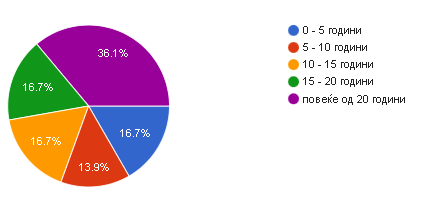 36.1%
16.7%
16.7%
13.9%
16.7%
0 - 5 години
5 - 10 години
10 - 15 години
15 - 20 години
повеќе од 20 години